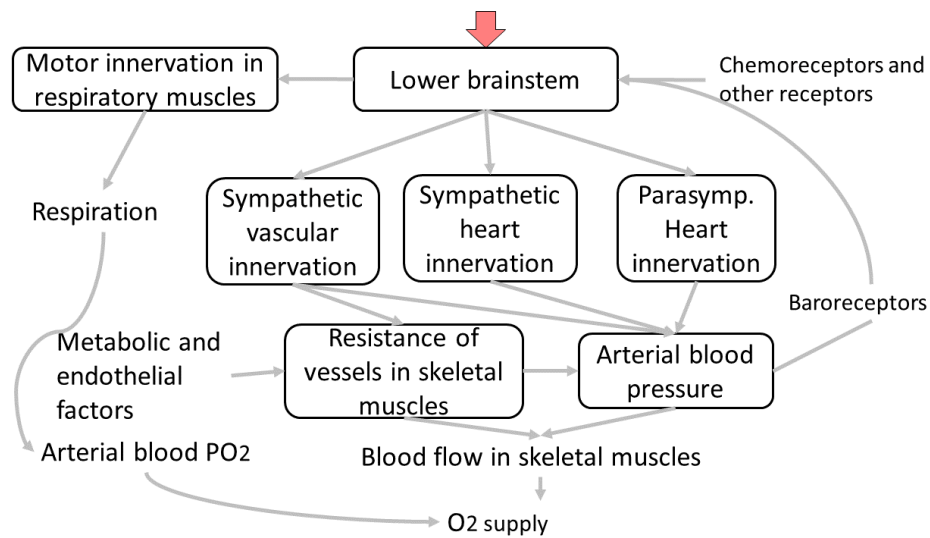 Motor innervation in
respiratory muscles
Lower brainstem
Chemoreceptors and
other receptors
Respiration
Sympathetic
vascular
innervation
Sympathetic
heart
innervation
Parasymp.
Heart
innervation
Baroreceptors
Metabolic and
endothelial
factors
Resistance of
vessels in skeletal
muscles
Arterial blood
pressure
Arterial blood PO2
Blood flow in skeletal muscles
O2 supply